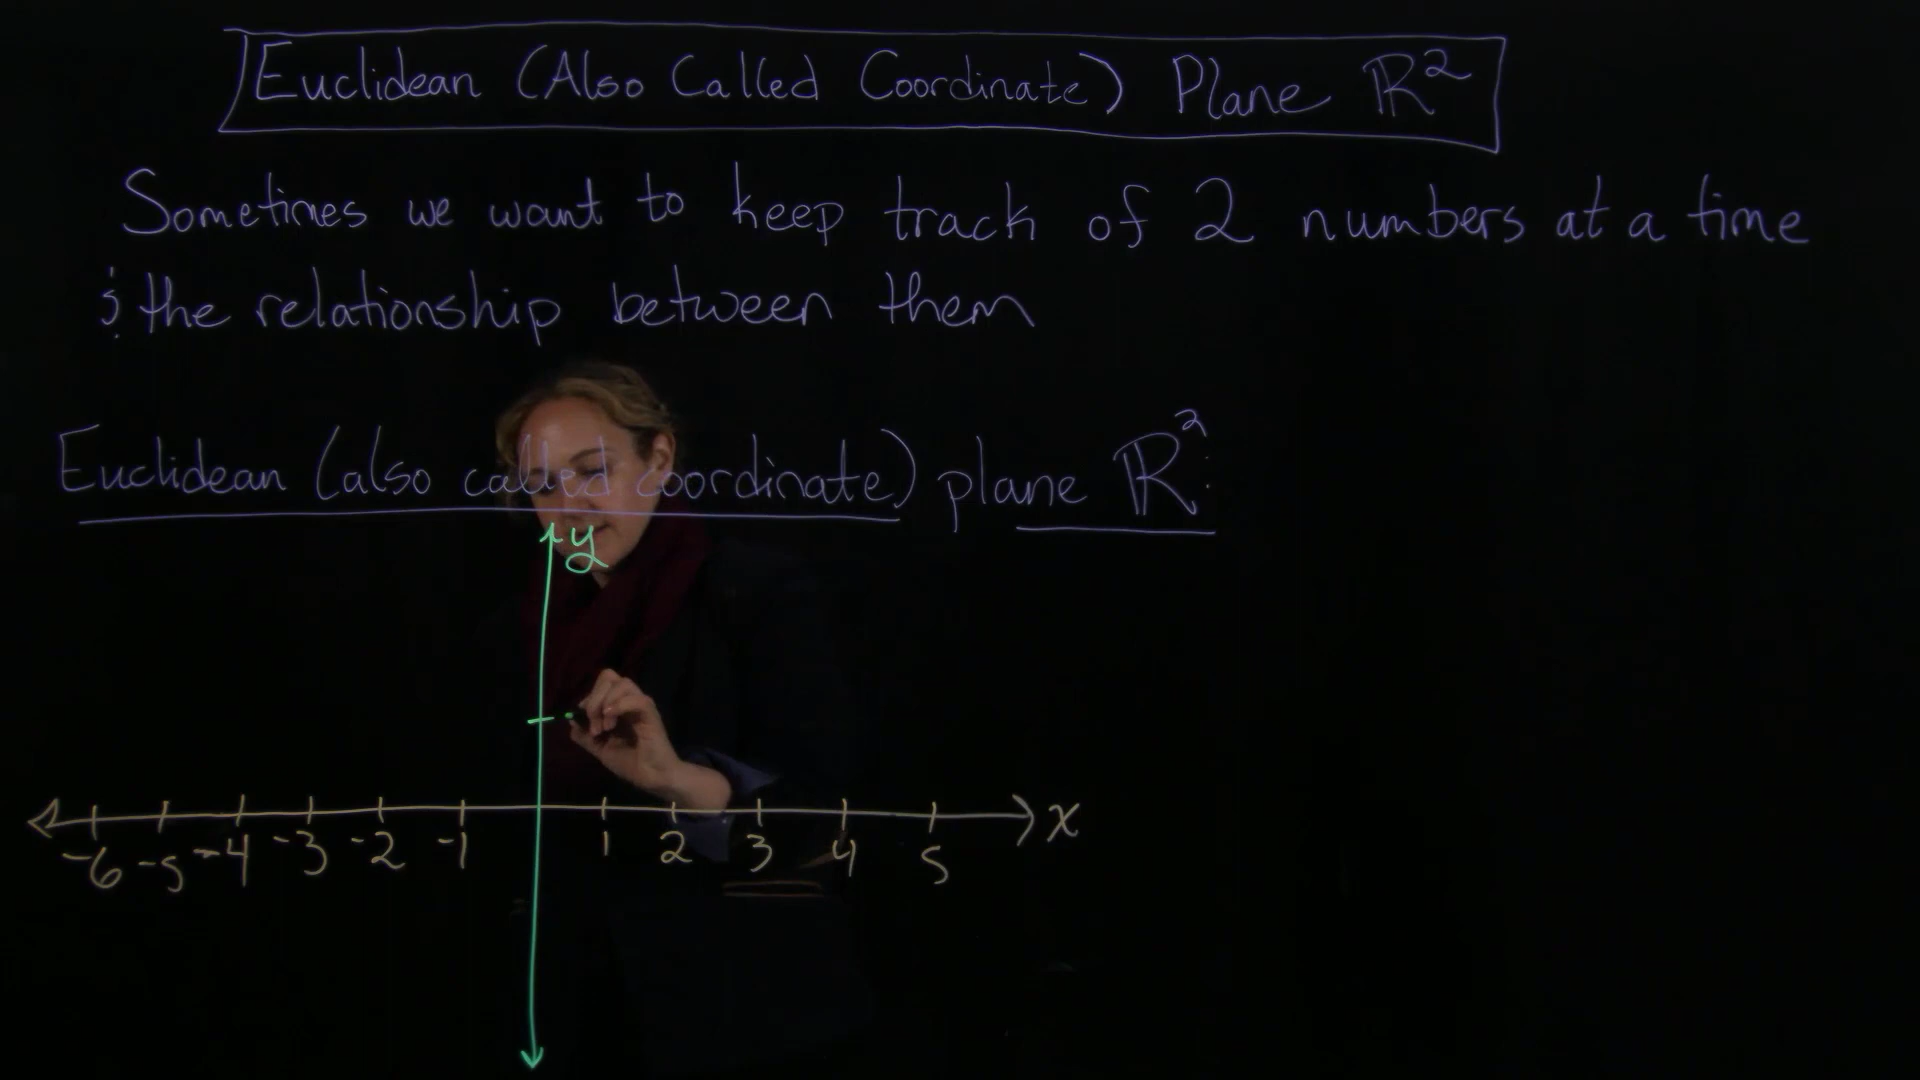 Euclidean (Also Called Coordinate) Plane ℝ²
Sometimes we want to keep track of 2 numbers at a time
& the relationship between them
Euclidean (also called coordinate) plane ℝ²:
y
x
-6 -5 -4 -3 -2 -1 1 2 3 4 5